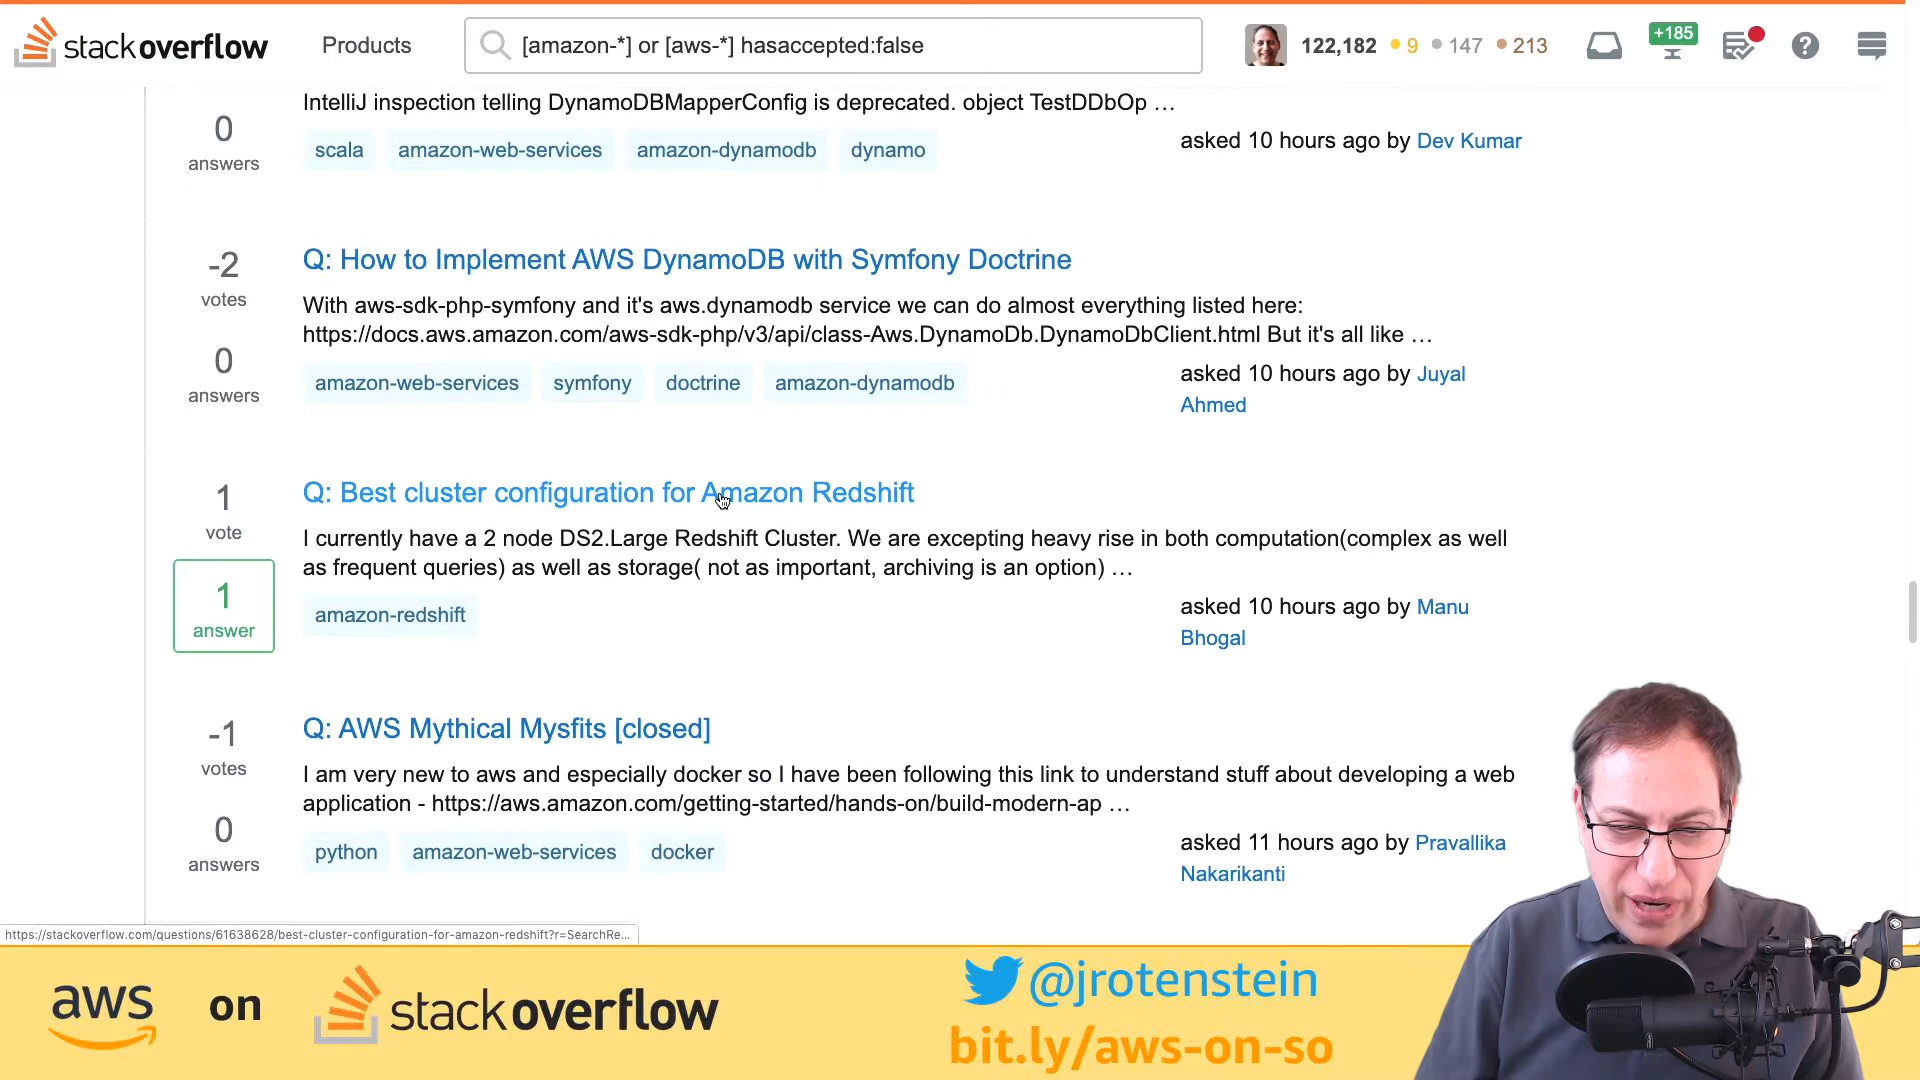 stackoverflow Products [amazon-*] or [aws-*] hasaccepted:false 122,182 9 147 213 +185 ?
IntelliJ inspection telling DynamoDBMapperConfig is deprecated. object TestDDbOp …
0
answers
scala amazon-web-services amazon-dynamodb dynamo
asked 10 hours ago by Dev Kumar
-2
votes
0
answers
Q: How to Implement AWS DynamoDB with Symfony Doctrine
With aws-sdk-php-symfony and it's aws.dynamodb service we can do almost everything listed here:
https://docs.aws.amazon.com/aws-sdk-php/v3/api/class-Aws.DynamoDb.DynamoDbClient.html But it's all like …
amazon-web-services symfony doctrine amazon-dynamodb
asked 10 hours ago by Juyal
Ahmed
1
vote
1
answer
Q: Best cluster configuration for Amazon Redshift
I currently have a 2 node DS2.Large Redshift Cluster. We are excepting heavy rise in both computation(complex as well
as frequent queries) as well as storage( not as important, archiving is an option) …
amazon-redshift
asked 10 hours ago by Manu
Bhogal
-1
votes
0
answers
Q: AWS Mythical Mysfits [closed]
I am very new to aws and especially docker so I have been following this link to understand stuff about developing a web
application - https://aws.amazon.com/getting-started/hands-on/build-modern-ap …
python amazon-web-services docker
asked 11 hours ago by Pravallika
Nakarikanti
https://stackoverflow.com/questions/61638628/best-cluster-configuration-for-amazon-redshift?r=SearchRe...
aws on stackoverflow
@jrotenstein
bit.ly/aws-on-so